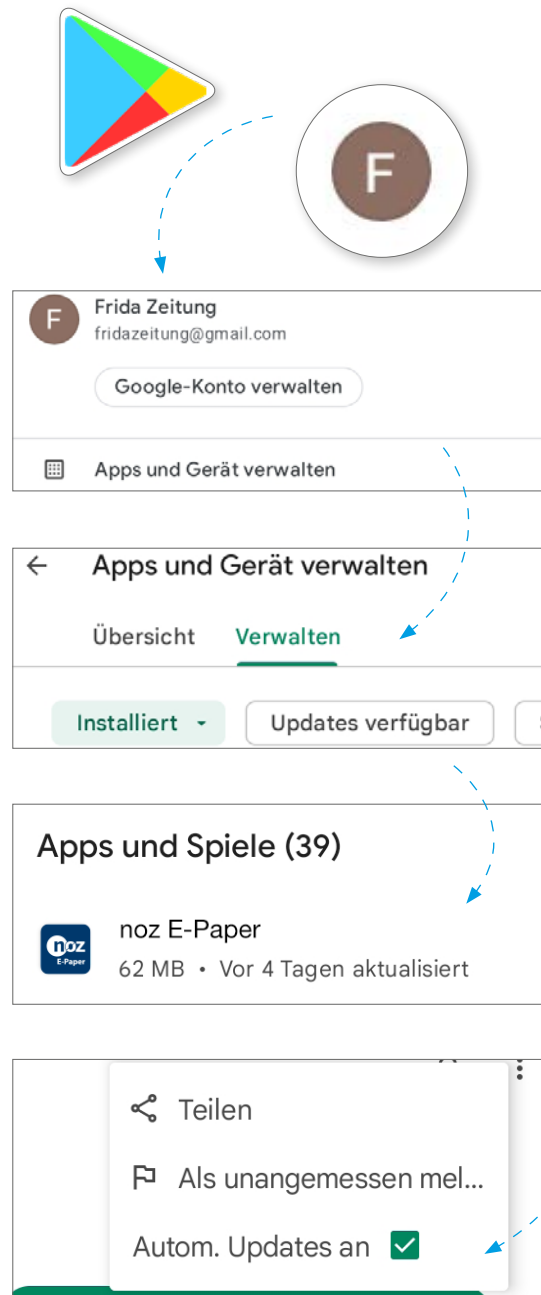 F
F
Frida Zeitung
fridazeitung@gmail.com
Google-Konto verwalten
Apps und Gerät verwalten
Apps und Gerät verwalten
Übersicht Verwalten
Installiert Updates verfügbar
Apps und Spiele (39)
noz
E-Paper
noz E-Paper
62 MB • Vor 4 Tagen aktualisiert
Teilen
Als unangemessen mel...
Autom. Updates an